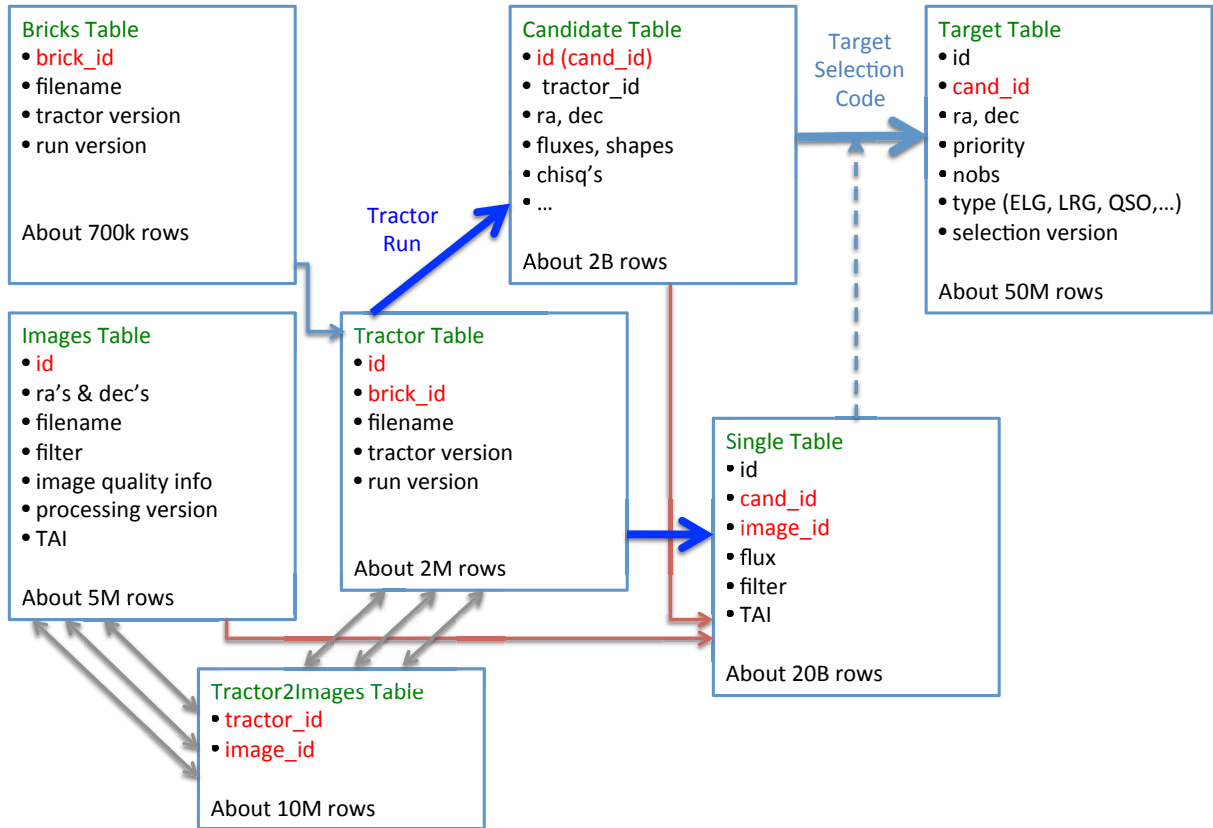 Bricks Table
• brick_id
• filename
• tractor version
• run version
About 700k rows
Candidate Table
• id (cand_id)
• tractor_id
• ra, dec
• fluxes, shapes
• chisq's
• ...
About 2B rows
Target
Selection
Code
Target Table
• id
• cand_id
• ra, dec
• priority
• nobs
• type (ELG, LRG, QSO,...)
• selection version
About 50M rows
Tractor
Run
Images Table
• id
• ra's & dec's
• filename
• filter
• image quality info
• processing version
• TAI
About 5M rows
Tractor Table
• id
• brick_id
• filename
• tractor version
• run version
About 2M rows
Single Table
• id
• cand_id
• image_id
• flux
• filter
• TAI
About 20B rows
Tractor2Images Table
• tractor_id
• image_id
About 10M rows